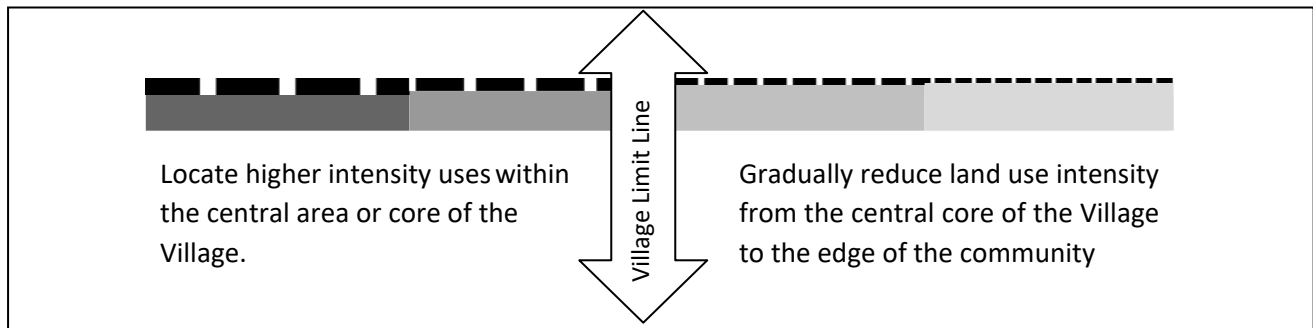 Locate higher intensity uses within
the central area or core of the
Village.
Village Limit Line
Gradually reduce land use intensity
from the central core of the Village
to the edge of the community